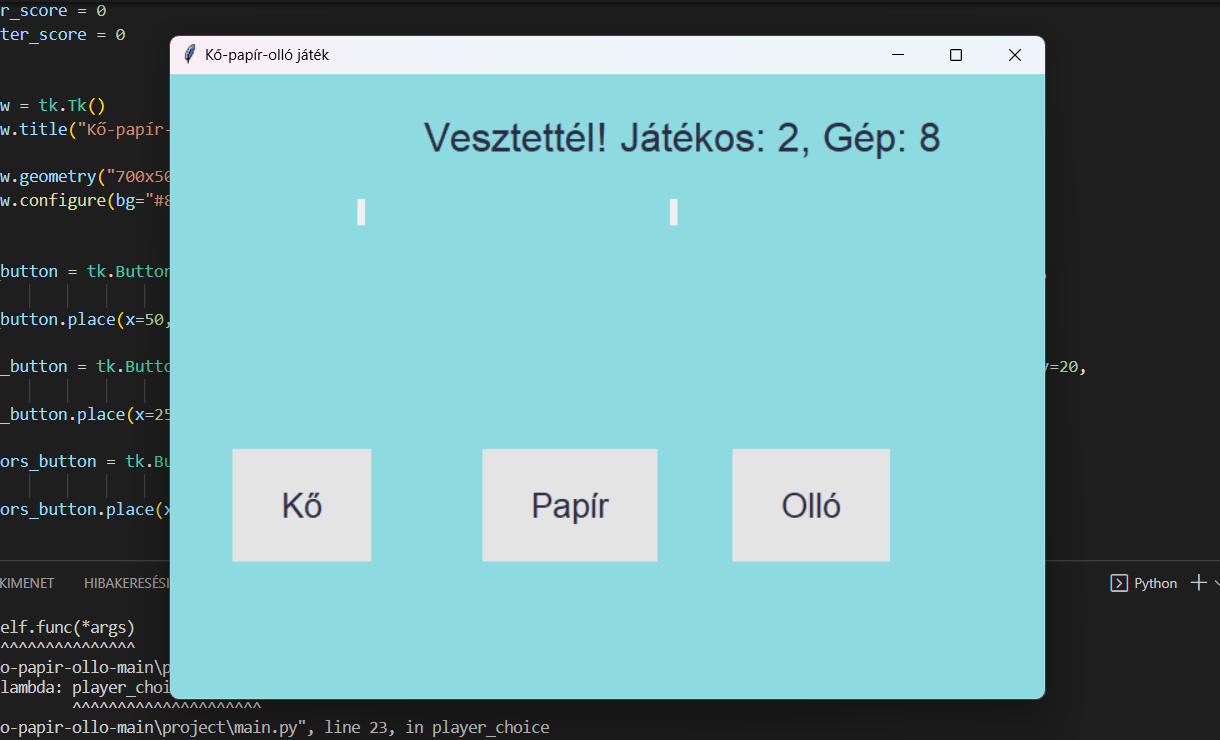 r_score = 0
ter_score = 0
Kő-papír-olló játék
w = tk.Tk()
w.title("Kő-papír-
Vesztettél! Játékos: 2, Gép: 8
w.geometry("700x50
w.configure(bg="#8
button = tk.Button
button.place(x=50,
_button = tk.Butto
y=20,
_button.place(x=25
ors_button = tk.Bu
ors_button.place(x
Kő
Papír
Olló
KIMENET
HIBAKERESÉSI
Python
elf.func(*args)
^^^^^^^^^^^^^^^
o-papir-ollo-main\p
lambda: player_choi
^^^^^^^^^^^^^^^^^^^^^
o-papir-ollo-main\project\main.py", line 23, in player_choice